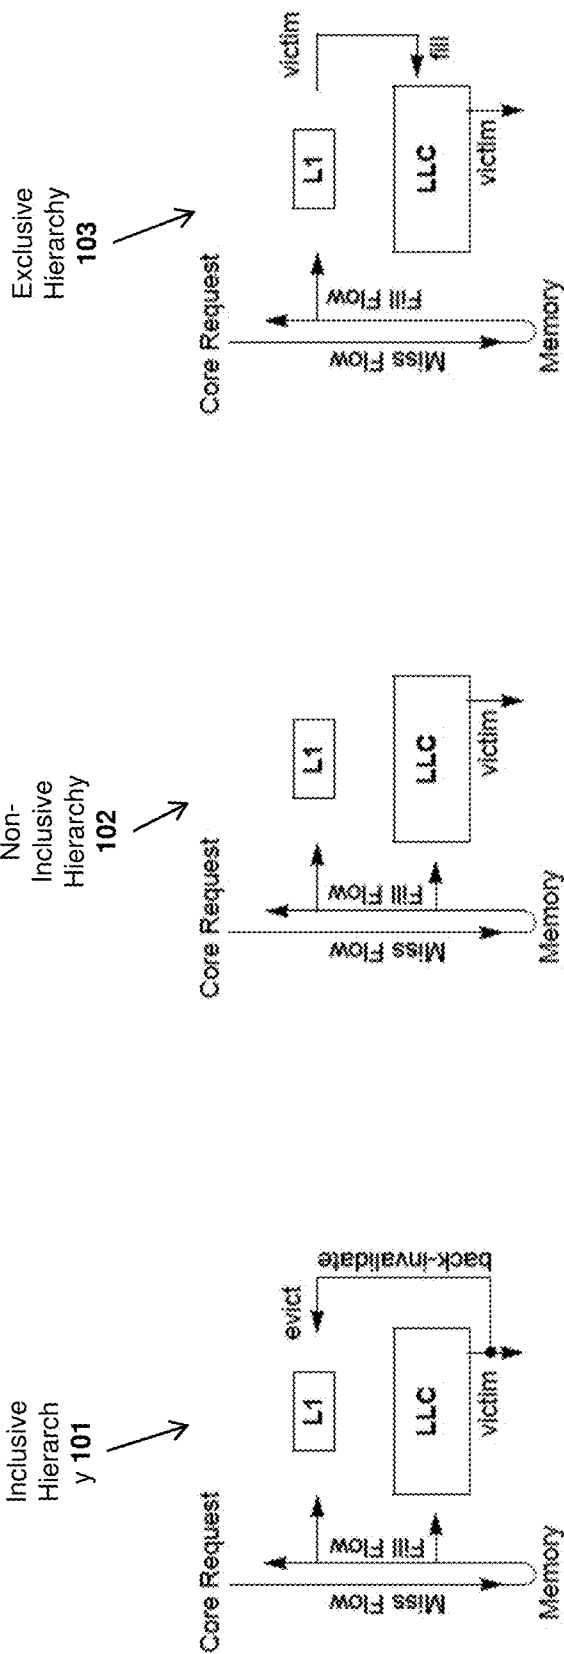 Inclusive
Hierarch
y 101
Core Request
Miss Flow
Fill Flow
L1
LLC
evict
back-invalidate
victim
Memory
Non-
Inclusive
Hierarchy
102
Core Request
Miss Flow
Fill Flow
L1
LLC
victim
Memory
Exclusive
Hierarchy
103
Core Request
Miss Flow
Fill Flow
L1
LLC
victim
fill
victim
Memory